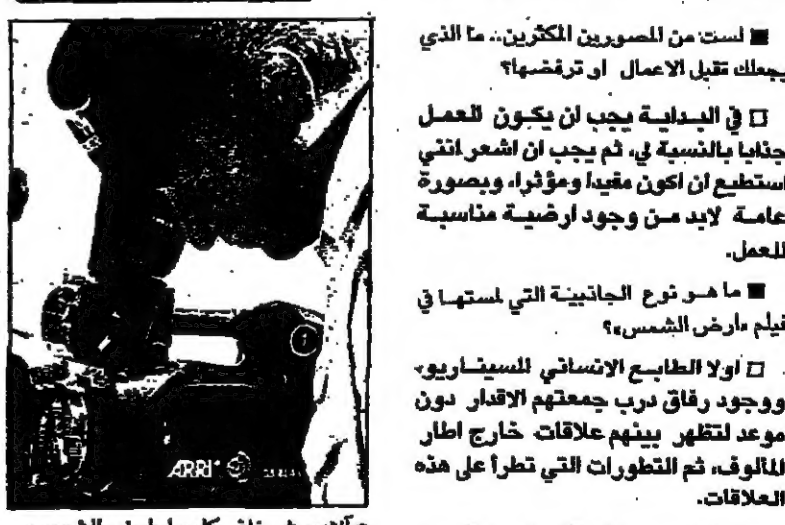 ■ لست من المصورين المكثرين.. ما الذي
يجعلك تقبل الاعمال او ترفضها؟
□ في البداية يجب ان يكون العمل
جذابا بالنسبة لي، ثم يجب ان اشعر انني
استطيع ان اكون مفيدا ومؤثرا، وبصورة
عامة لابد من وجود ارضية مناسبة
للعمل.
■ ما هو نوع الجاذبية التي لمستها في
فيلم «أرض الشمس»؟
□ اولا الطابع الانساني للسيناريو،
ووجود رفاق درب جمعتهم الاقدار دون
موعد لتظهر بينهم علاقات خارج اطار
المألوف، ثم التطورات التي تطرأ على هذه
العلاقات.
ARRI